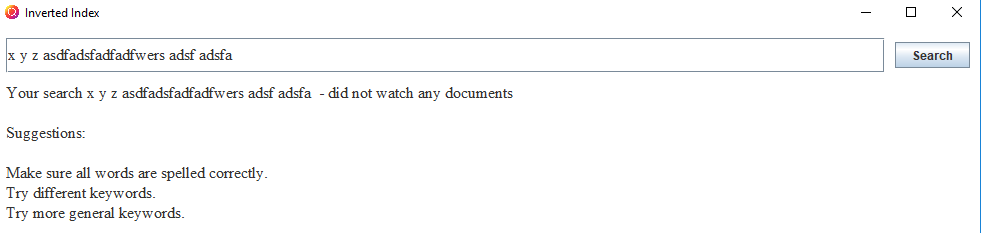 Inverted Index
x y z asdfadsfadfadfwers adsf adsfa
Search
Your search x y z asdfadsfadfadfwers adsf adsfa  - did not watch any documents
Suggestions:
Make sure all words are spelled correctly.
Try different keywords.
Try more general keywords.